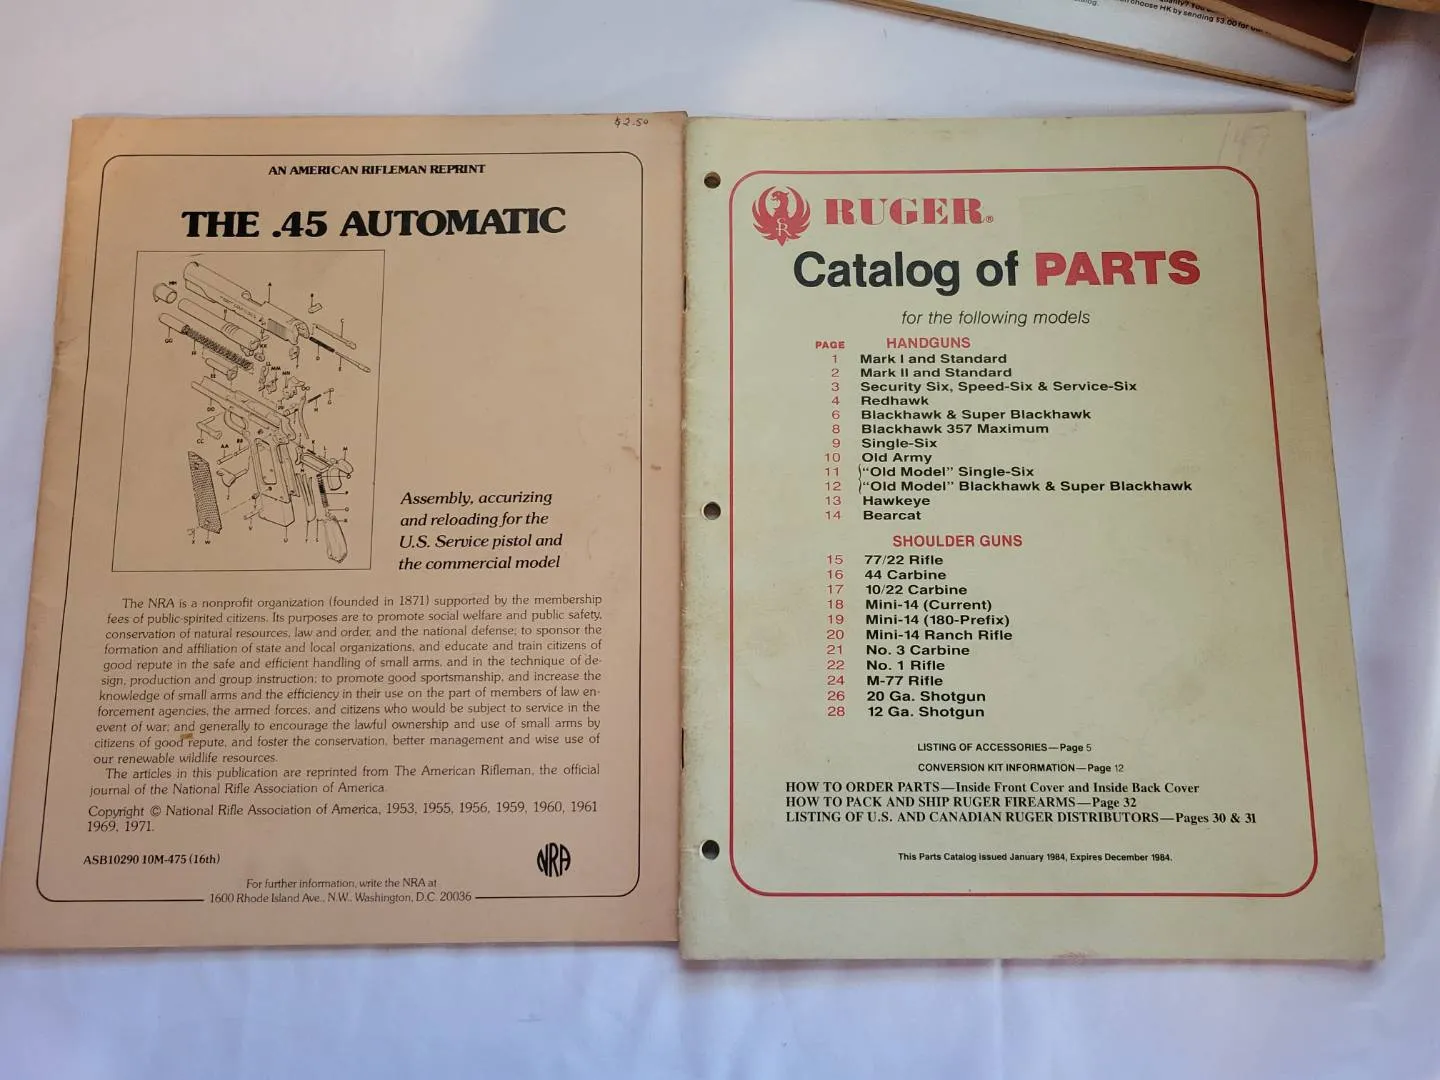 choose HK by sending $3.00 for
$2.50
AN AMERICAN RIFLEMAN REPRINT
THE .45 AUTOMATIC
Assembly, accurizing
and reloading for the
U.S. Service pistol and
the commercial model
The NRA is a nonprofit organization (founded in 1871) supported by the membership
fees of public-spirited citizens. Its purposes are to promote social welfare and public safety,
conservation of natural resources, law and order, and the national defense; to sponsor the
formation and affiliation of state and local organizations, and educate and train citizens of
good repute in the safe and efficient handling of small arms, and in the technique of de-
sign, production and group instruction; to promote good sportsmanship, and increase the
knowledge of small arms and the efficiency in their use on the part of members of law en-
forcement agencies, the armed forces, and citizens who would be subject to service in the
event of war; and generally to encourage the lawful ownership and use of small arms by
citizens of good repute, and foster the conservation, better management and wise use of
our renewable wildlife resources.
The articles in this publication are reprinted from The American Rifleman, the official
journal of the National Rifle Association of America.
Copyright © National Rifle Association of America, 1953, 1955, 1956, 1959, 1960, 1961
1969, 1971.
ASB10290 10M-475 (16th)
NRA
For further information, write the NRA at
1600 Rhode Island Ave., N.W., Washington, D.C. 20036
RUGER®
Catalog of PARTS
for the following models
PAGE HANDGUNS
1 Mark I and Standard
2 Mark II and Standard
3 Security Six, Speed-Six & Service-Six
4 Redhawk
6 Blackhawk & Super Blackhawk
8 Blackhawk 357 Maximum
9 Single-Six
10 Old Army
11 "Old Model" Single-Six
12 "Old Model" Blackhawk & Super Blackhawk
13 Hawkeye
14 Bearcat
SHOULDER GUNS
15 77/22 Rifle
16 44 Carbine
17 10/22 Carbine
18 Mini-14 (Current)
19 Mini-14 (180-Prefix)
20 Mini-14 Ranch Rifle
21 No. 3 Carbine
22 No. 1 Rifle
24 M-77 Rifle
26 20 Ga. Shotgun
28 12 Ga. Shotgun
LISTING OF ACCESSORIES—Page 5
CONVERSION KIT INFORMATION—Page 12
HOW TO ORDER PARTS—Inside Front Cover and Inside Back Cover
HOW TO PACK AND SHIP RUGER FIREARMS—Page 32
LISTING OF U.S. AND CANADIAN RUGER DISTRIBUTORS—Pages 30 & 31
This Parts Catalog issued January 1984, Expires December 1984.